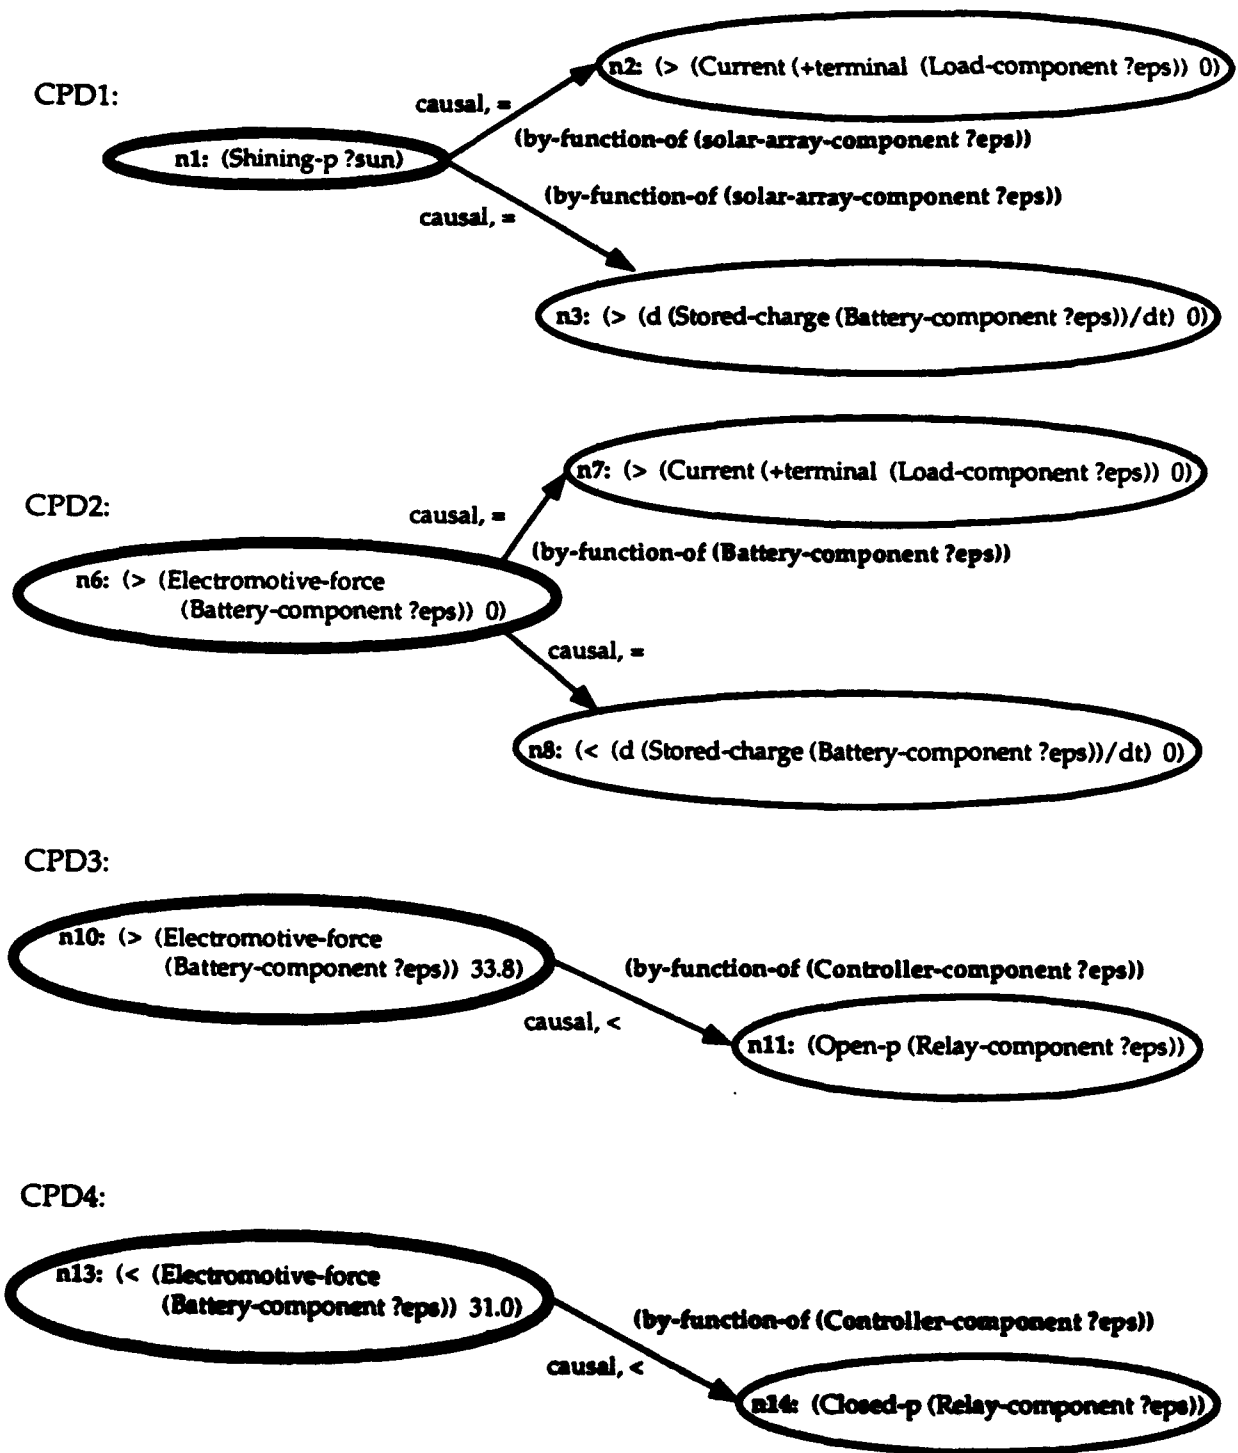 CPD1:
n2: (> (Current (+terminal (Load-component ?eps)) 0)
causal, =
(by-function-of (solar-array-component ?eps))
n1: (Shining-p ?sun)
(by-function-of (solar-array-component ?eps))
causal, =
n3: (> (d (Stored-charge (Battery-component ?eps))/dt) 0)
CPD2:
n7: (> (Current (+terminal (Load-component ?eps)) 0)
causal, =
(by-function-of (Battery-component ?eps))
n6: (> (Electromotive-force
(Battery-component ?eps)) 0)
causal, =
n8: (< (d (Stored-charge (Battery-component ?eps))/dt) 0)
CPD3:
n10: (> (Electromotive-force
(Battery-component ?eps)) 33.8)
(by-function-of (Controller-component ?eps))
causal, <
n11: (Open-p (Relay-component ?eps))
CPD4:
n13: (< (Electromotive-force
(Battery-component ?eps)) 31.0)
(by-function-of (Controller-component ?eps))
causal, <
n14: (Closed-p (Relay-component ?eps))